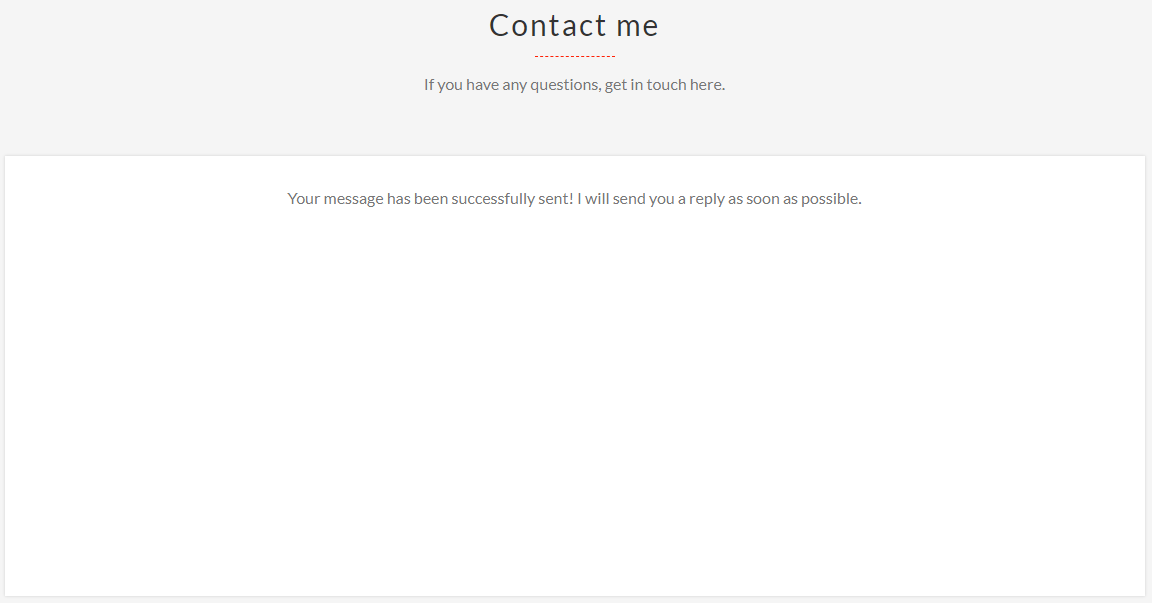 Contact me
If you have any questions, get in touch here.
Your message has been successfully sent! I will send you a reply as soon as possible.